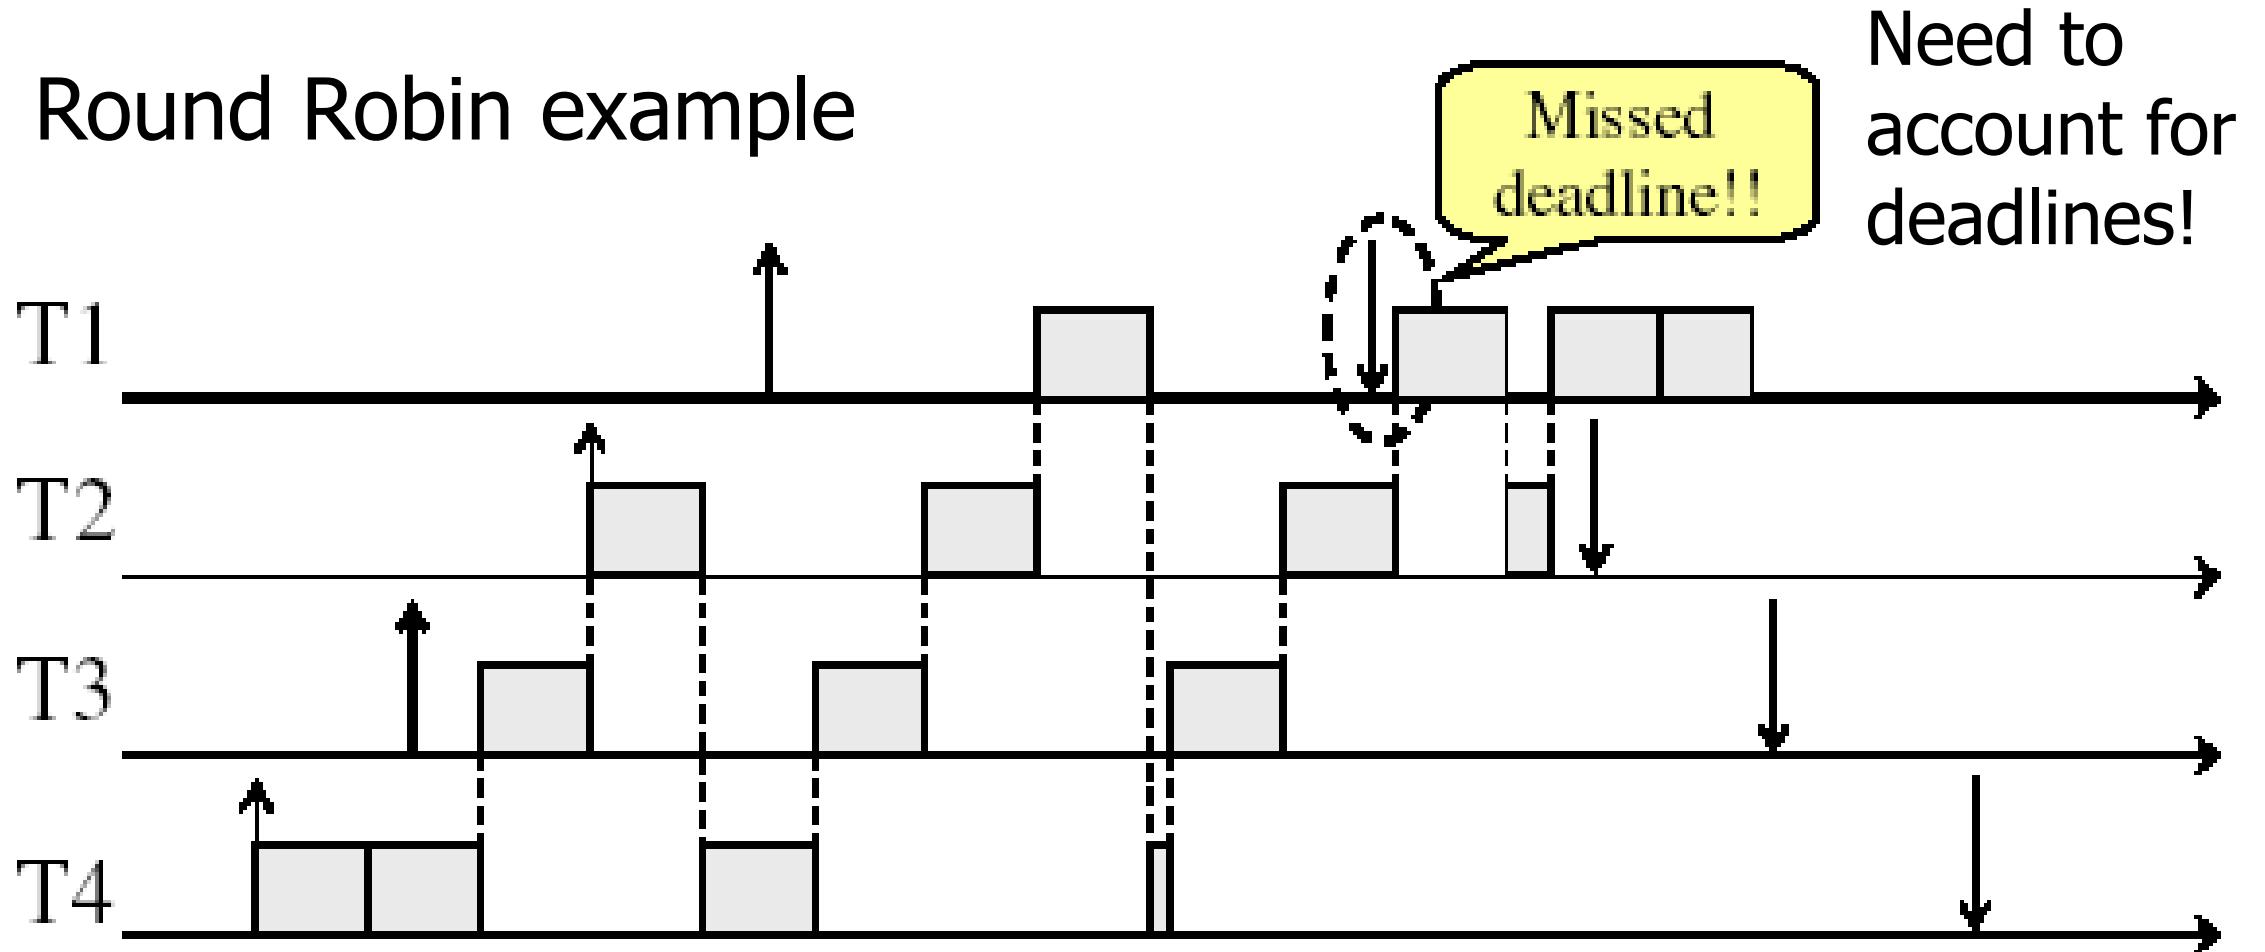 Round Robin example
Missed
deadline!!
Need to
account for
deadlines!
T1
T2
T3
T4